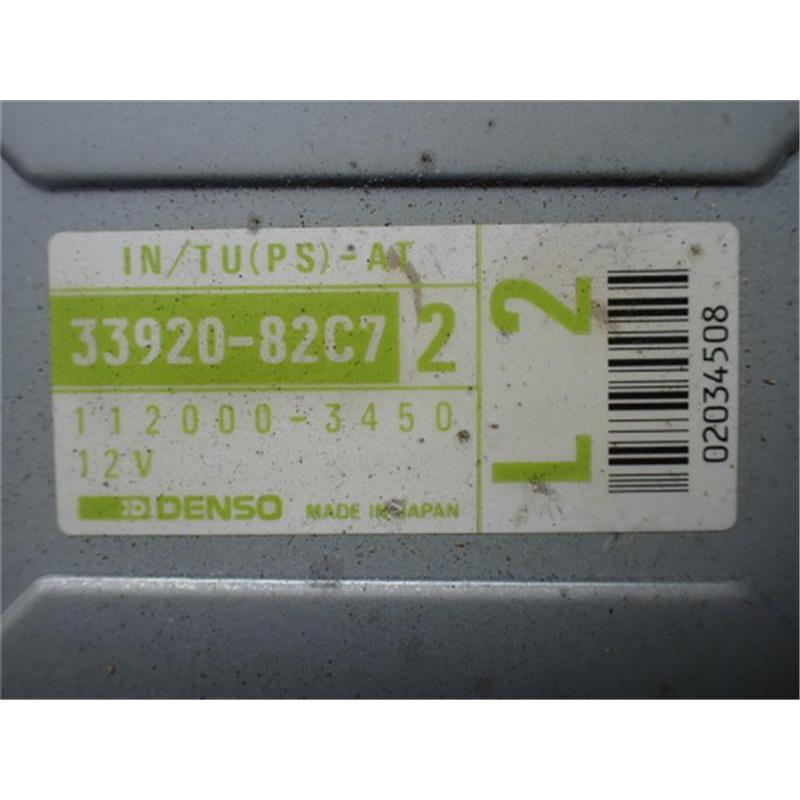 IN/TU(PS)-AT
33920-82C7 2
112000-3450
12V
DENSO MADE IN JAPAN
L2
02034508